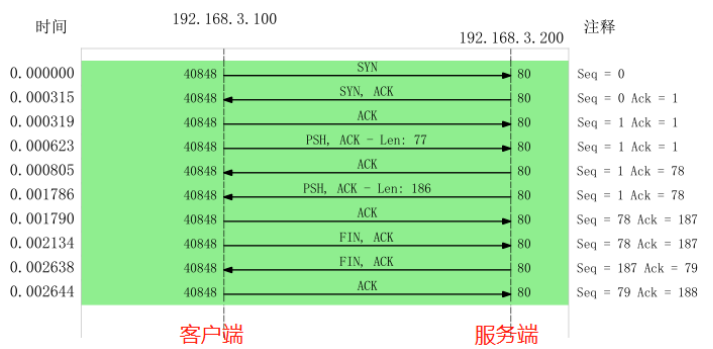 时间 192.168.3.100 192.168.3.200 注释
0.000000 40848 SYN 80 Seq = 0
0.000315 40848 SYN, ACK 80 Seq = 0 Ack = 1
0.000319 40848 ACK 80 Seq = 1 Ack = 1
0.000623 40848 PSH, ACK - Len: 77 80 Seq = 1 Ack = 1
0.000805 40848 ACK 80 Seq = 1 Ack = 78
0.001786 40848 PSH, ACK - Len: 186 80 Seq = 1 Ack = 78
0.001790 40848 ACK 80 Seq = 78 Ack = 187
0.002134 40848 FIN, ACK 80 Seq = 78 Ack = 187
0.002638 40848 FIN, ACK 80 Seq = 187 Ack = 79
0.002644 40848 ACK 80 Seq = 79 Ack = 188
客户端 服务端